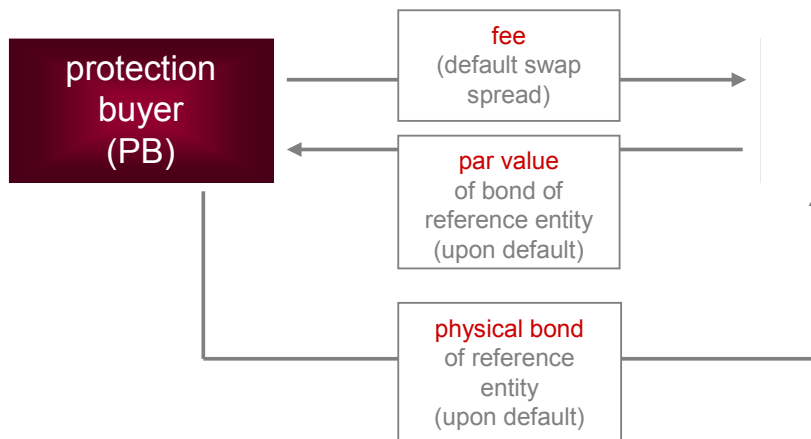 protection
buyer
(PB)
fee
(default swap
spread)
par value
of bond of
reference entity
(upon default)
physical bond
of reference
entity
(upon default)